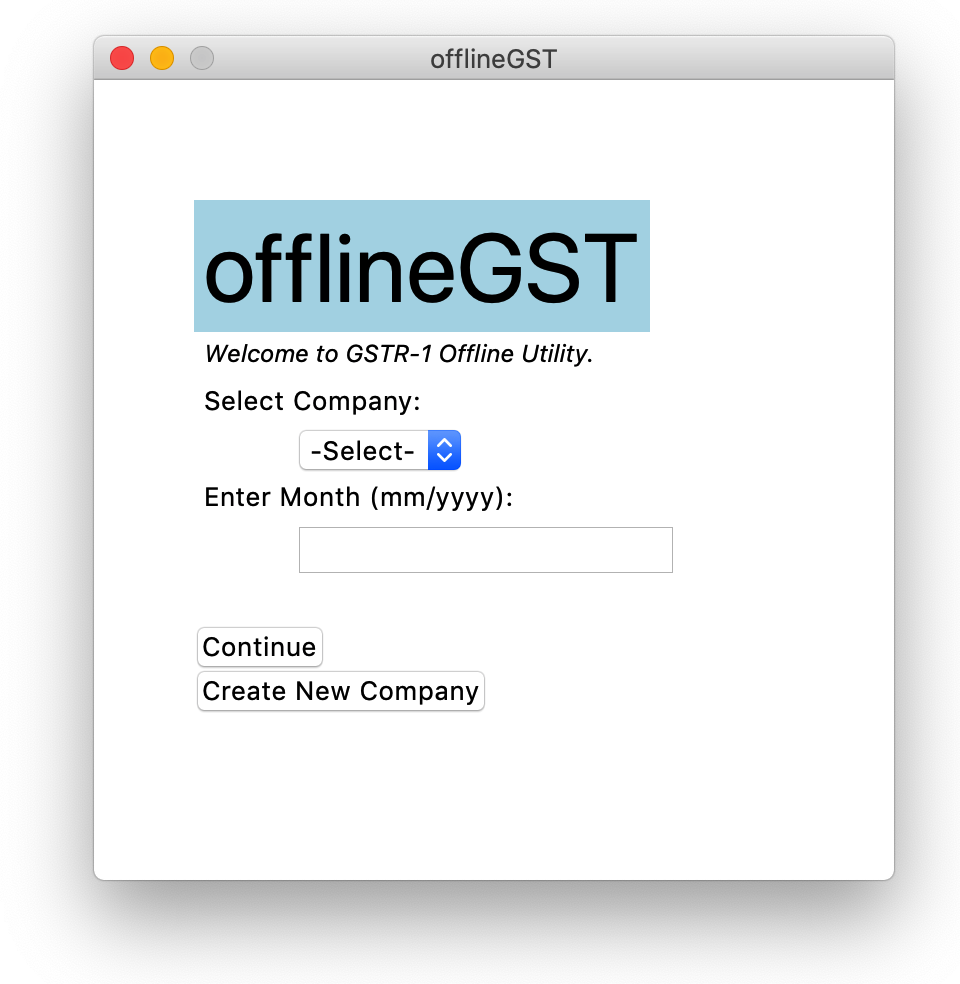 offlineGST
offlineGST
Welcome to GSTR-1 Offline Utility.
Select Company:
-Select-
Enter Month (mm/yyyy):
Continue
Create New Company